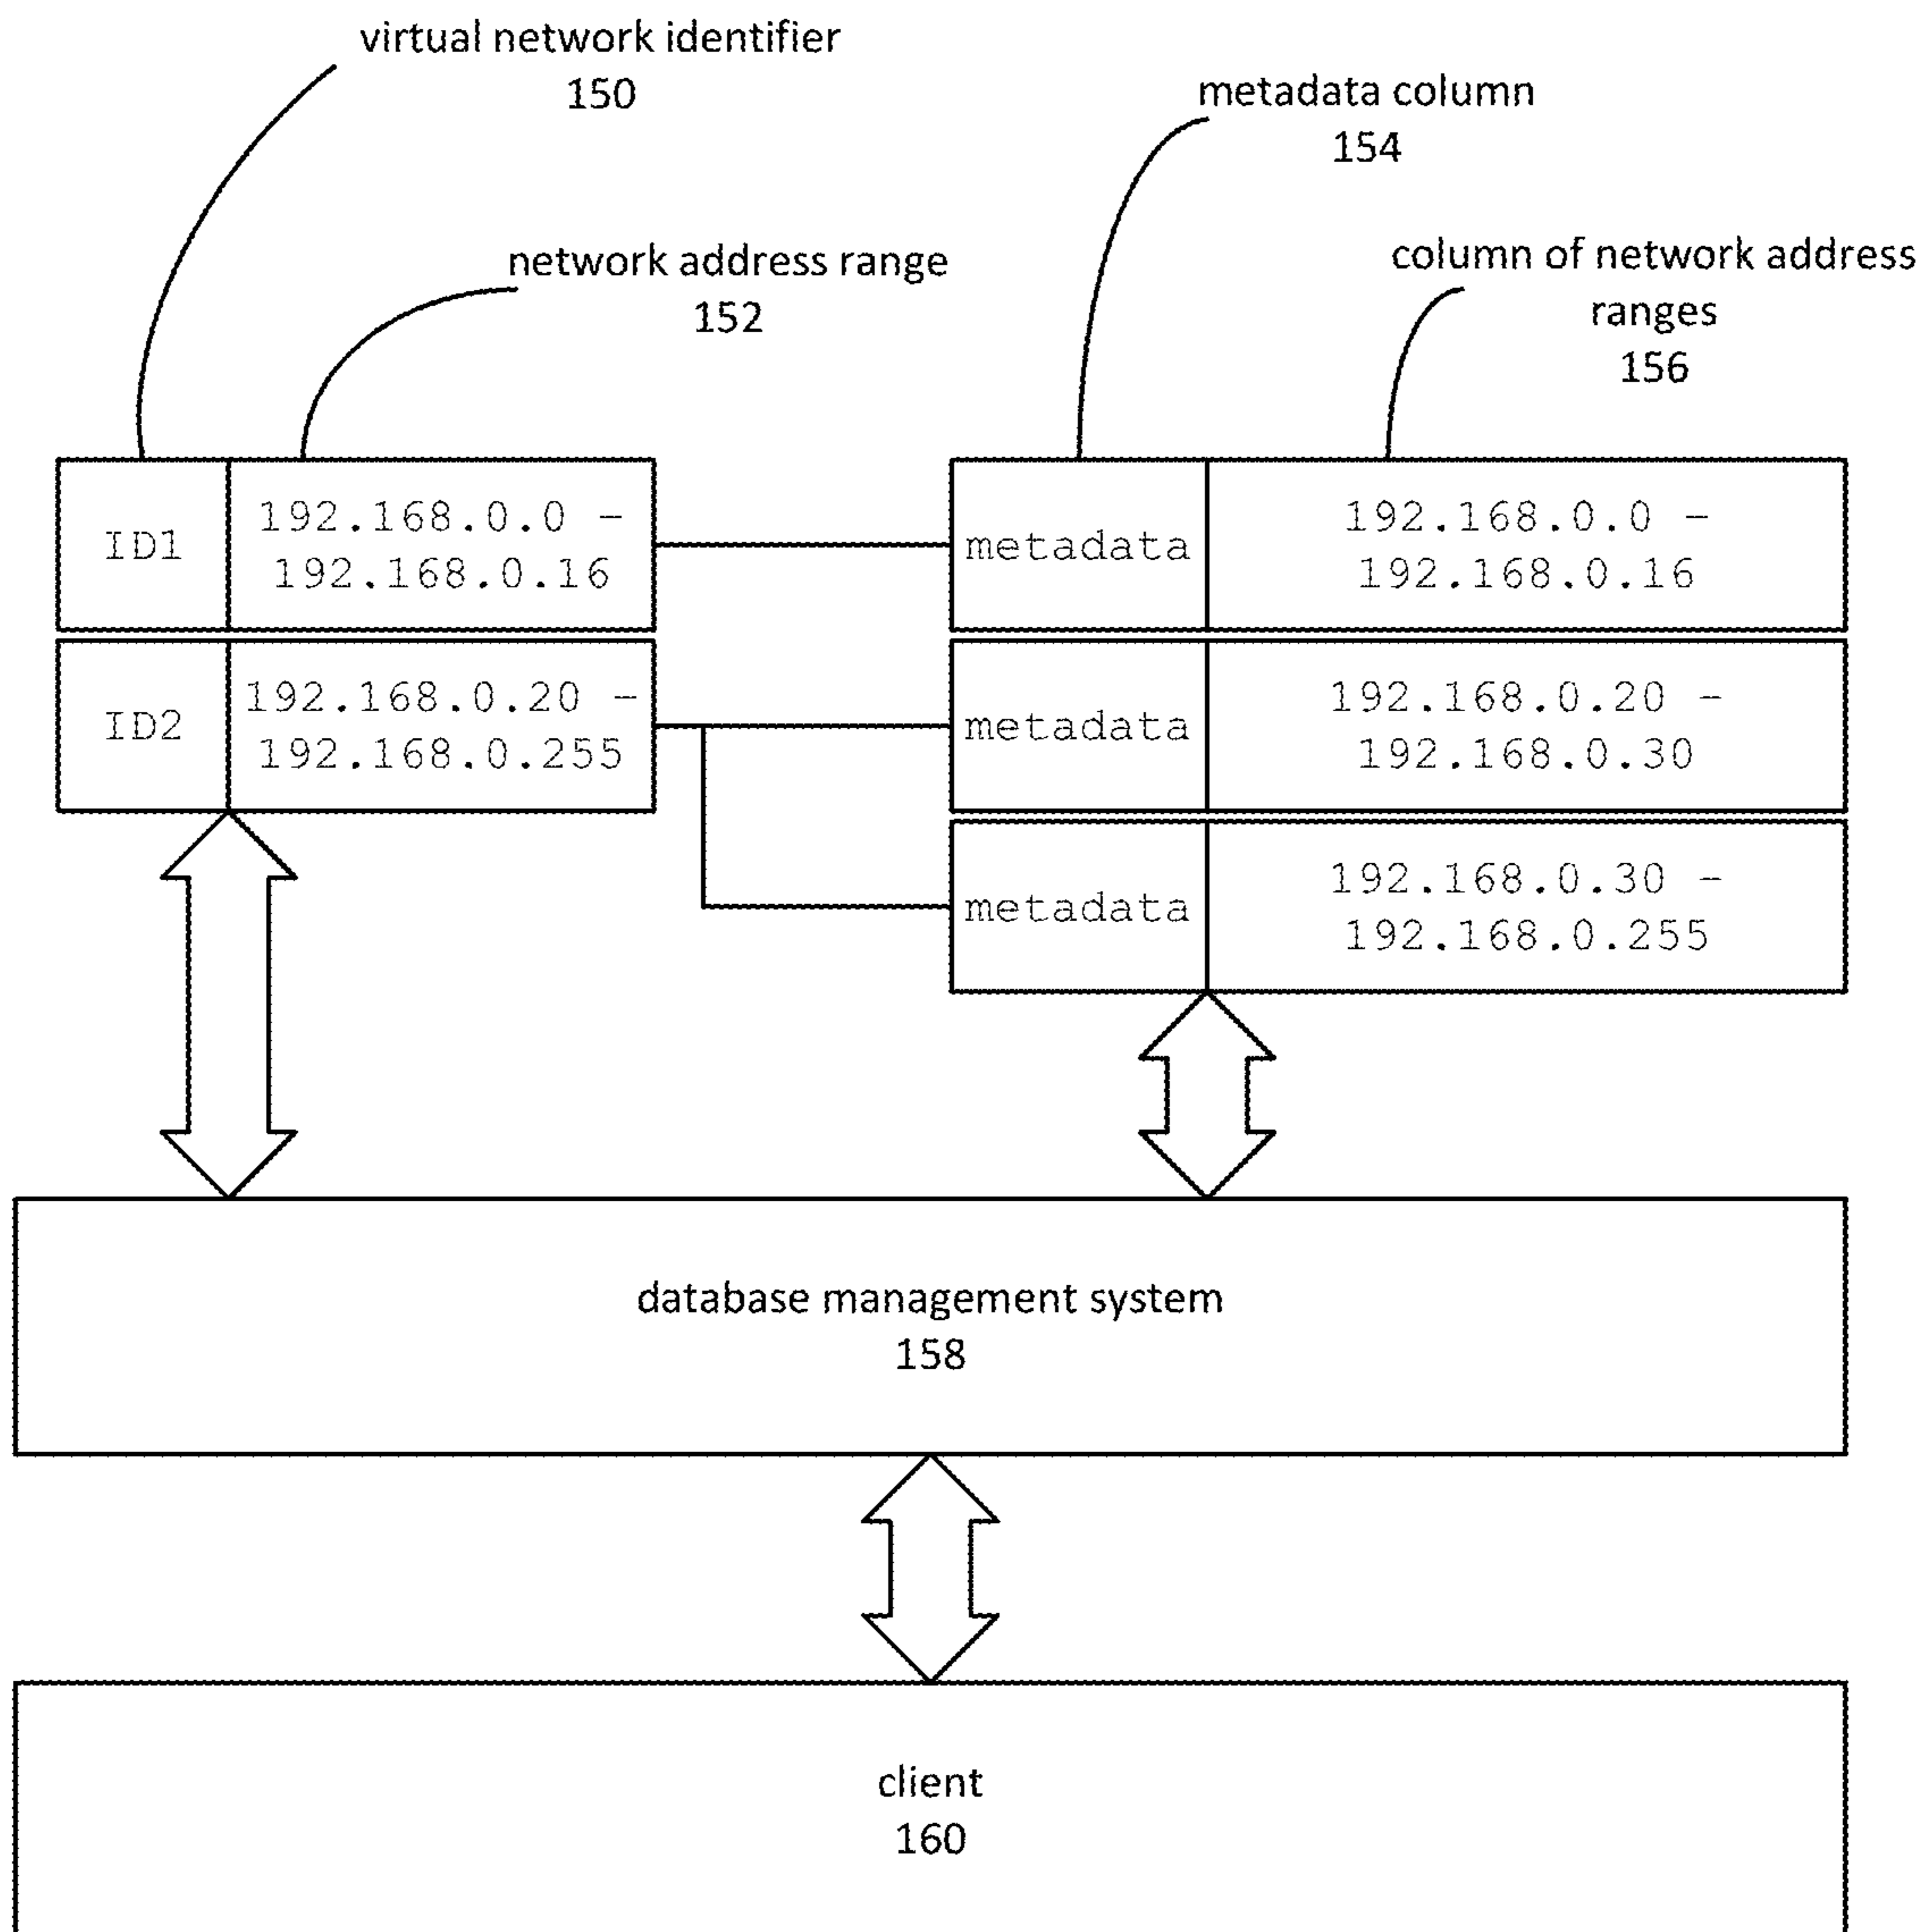 virtual network identifier
150
metadata column
154
network address range
152
column of network address
ranges
156
ID1
192.168.0.0 –
192.168.0.16
metadata
192.168.0.0 –
192.168.0.16
ID2
192.168.0.20 –
192.168.0.255
metadata
192.168.0.20 –
192.168.0.30
metadata
192.168.0.30 –
192.168.0.255
database management system
158
client
160